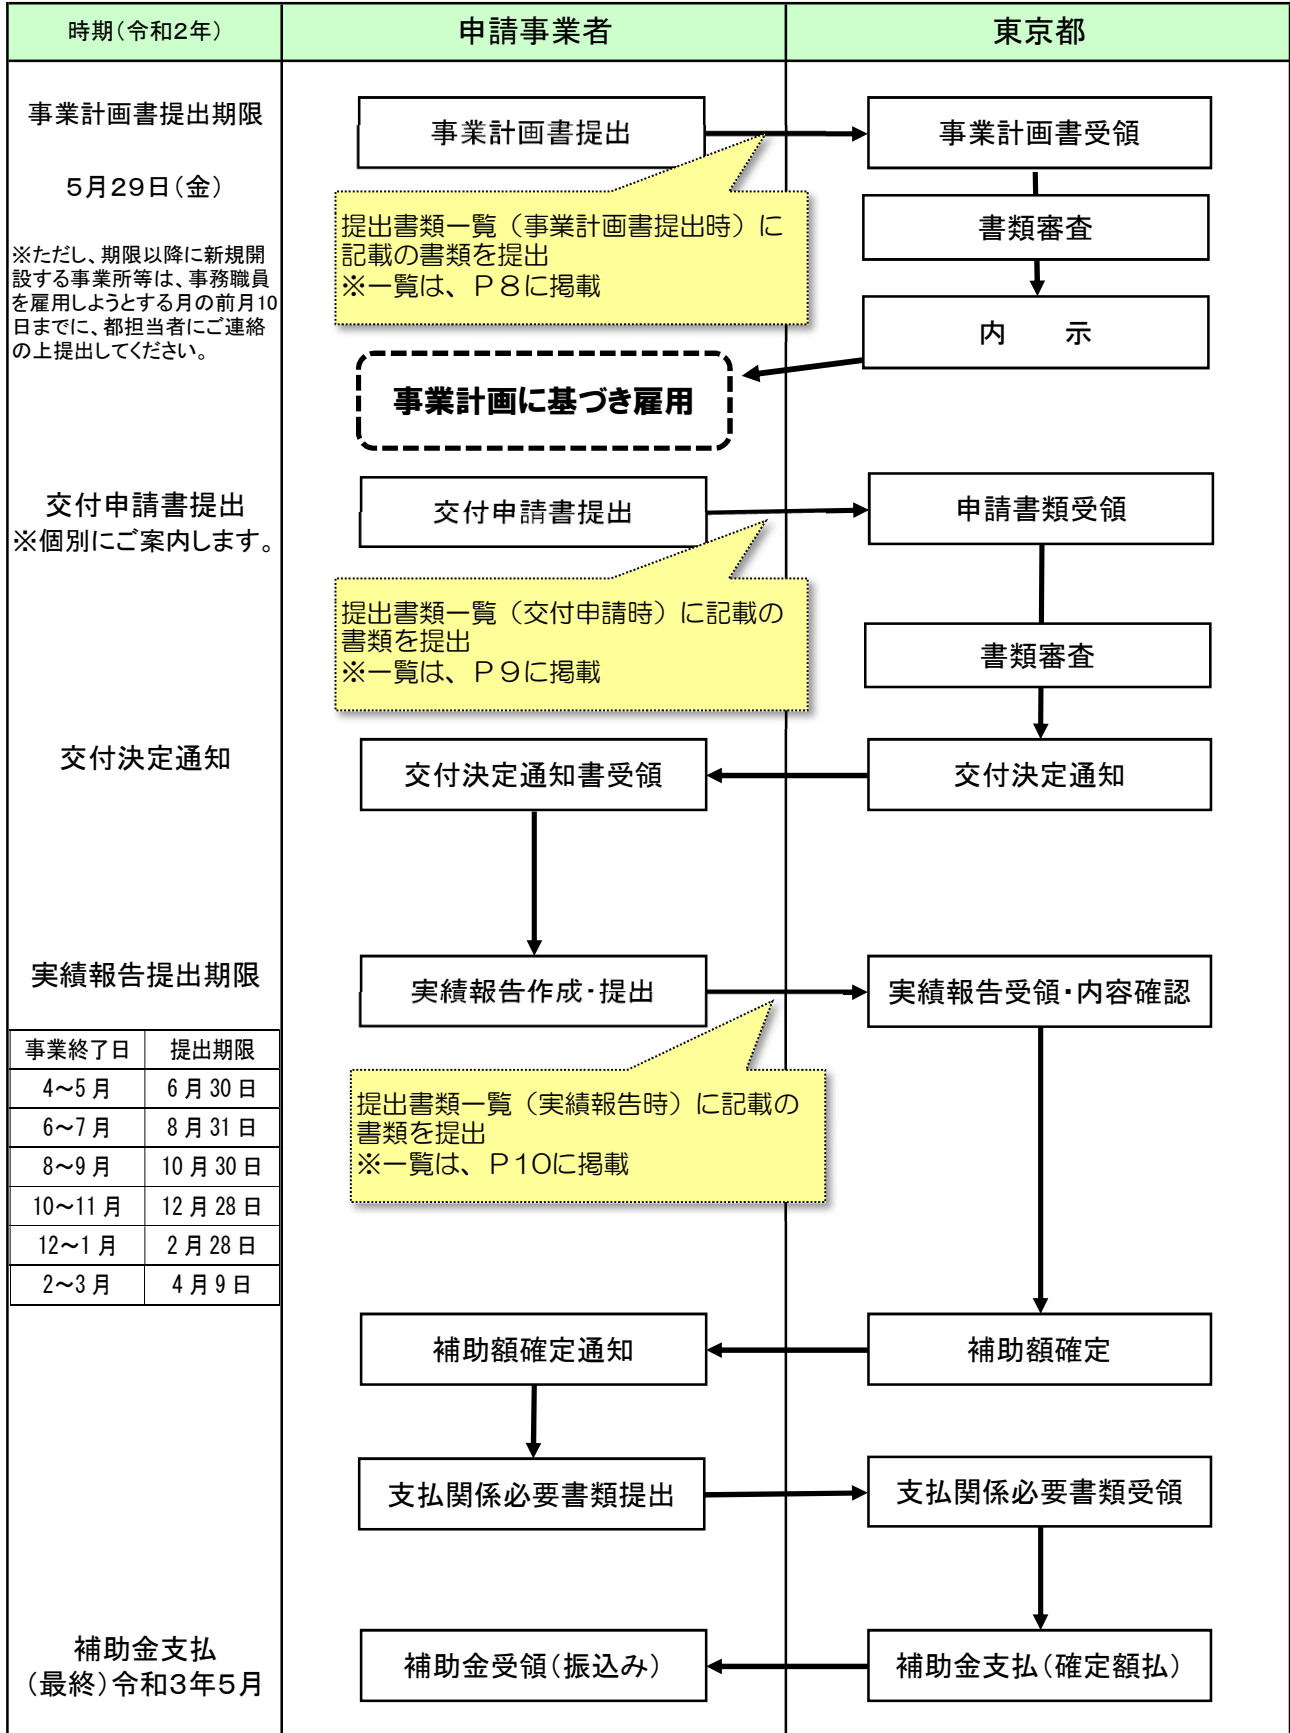 時期（令和2年）
申請事業者
東京都
事業計画書提出期限
5月29日（金）
※ただし、期限以降に新規開
設する事業所等は、事務職員
を雇用しようとする月の前月10
日までに、都担当者にご連絡
の上提出してください。
事業計画書提出
事業計画書受領
提出書類一覧（事業計画書提出時）に
記載の書類を提出
※一覧は、P8に掲載
書類審査
内　示
事業計画に基づき雇用
交付申請書提出
※個別にご案内します。
交付申請書提出
申請書類受領
提出書類一覧（交付申請時）に記載の
書類を提出
※一覧は、P9に掲載
書類審査
交付決定通知
交付決定通知書受領
交付決定通知
実績報告提出期限
実績報告作成・提出
実績報告受領・内容確認
事業終了日 提出期限
4～5月 6月30日
6～7月 8月31日
8～9月 10月30日
10～11月 12月28日
12～1月 2月28日
2～3月 4月9日
提出書類一覧（実績報告時）に記載の
書類を提出
※一覧は、P10に掲載
補助額確定通知
補助額確定
支払関係必要書類提出
支払関係必要書類受領
補助金支払
（最終）令和3年5月
補助金受領（振込み）
補助金支払（確定額払）